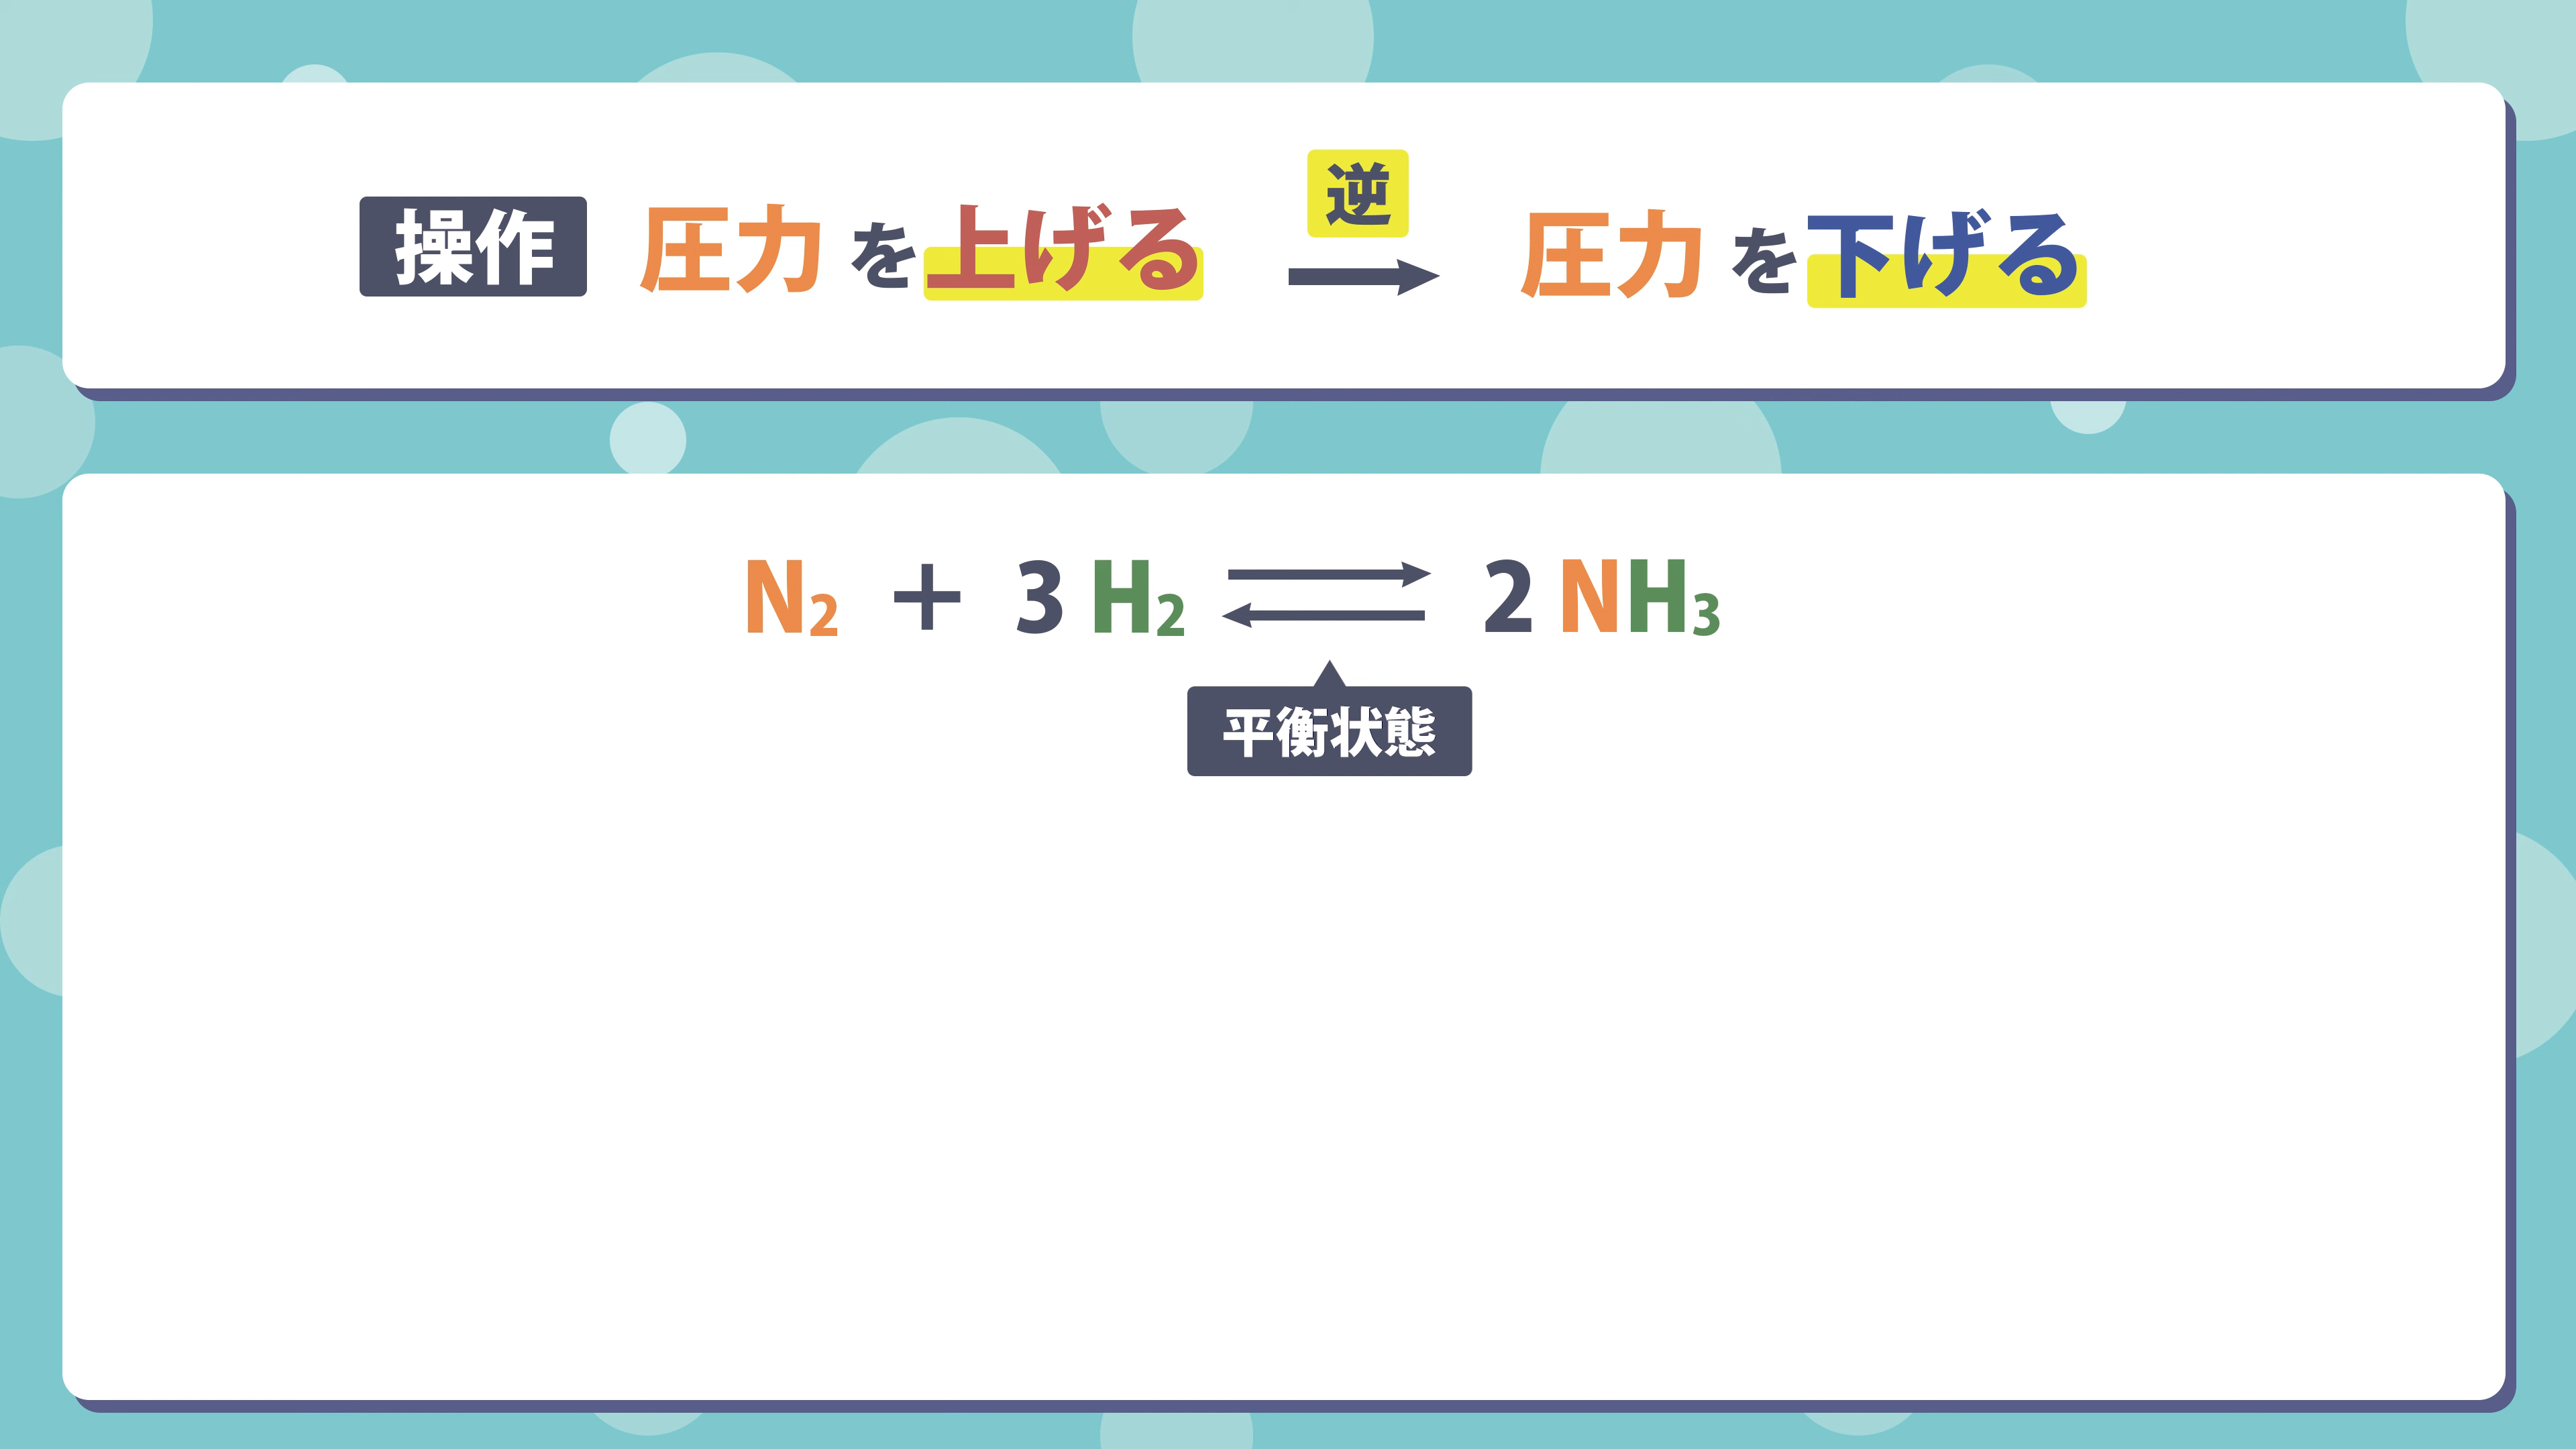 操作 圧力を上げる 逆 → 圧力を下げる
N₂ + 3 H₂ ⇄ 2 NH₃
平衡状態